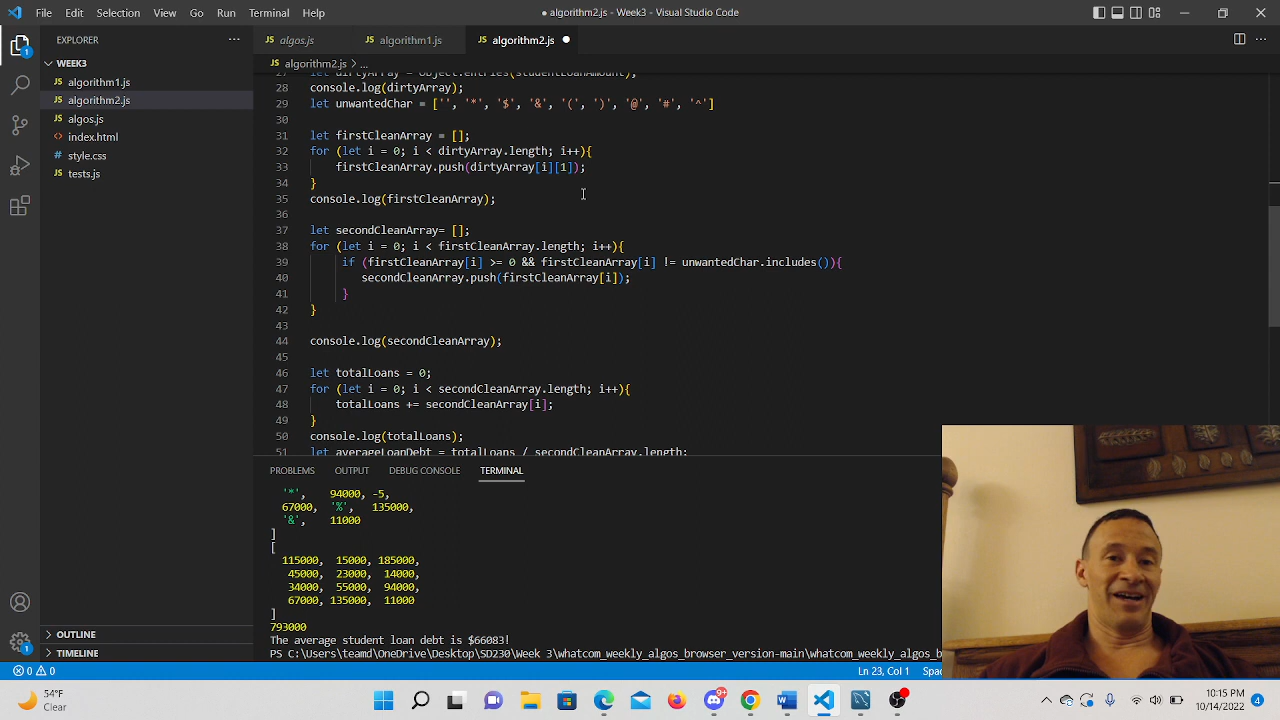 File Edit Selection View Go Run Terminal Help
● algorithm2.js - Week3 - Visual Studio Code
EXPLORER ···
JS algos.js JS algorithm1.js JS algorithm2.js ●
WEEK3
JS algorithm2.js > ...
JS algorithm1.js
JS algorithm2.js
JS algos.js
<> index.html
# style.css
JS tests.js
27 let dirtyArray = Object.entries(studentLoanAmount);
28 console.log(dirtyArray);
29 let unwantedChar = ['', '*', '$', '&', '(', ')', '@', '#', '^']
30
31 let firstCleanArray = [];
32 for (let i = 0; i < dirtyArray.length; i++){
33 firstCleanArray.push(dirtyArray[i][1]);
34 }
35 console.log(firstCleanArray);
36
37 let secondCleanArray= [];
38 for (let i = 0; i < firstCleanArray.length; i++){
39 if (firstCleanArray[i] >= 0 && firstCleanArray[i] != unwantedChar.includes()){
40 secondCleanArray.push(firstCleanArray[i]);
41 }
42 }
43
44 console.log(secondCleanArray);
45
46 let totalLoans = 0;
47 for (let i = 0; i < secondCleanArray.length; i++){
48 totalLoans += secondCleanArray[i];
49 }
50 console.log(totalLoans);
51 let averageLoanDebt = totalLoans / secondCleanArray.length;
PROBLEMS OUTPUT DEBUG CONSOLE TERMINAL
'*', 94000, -5,
67000, '%', 135000,
'&', 11000
]
[
115000, 15000, 185000,
45000, 23000, 14000,
34000, 55000, 94000,
67000, 135000, 11000
]
793000
The average student loan debt is $66083!
PS C:\Users\teamd\OneDrive\Desktop\SD230\Week 3\whatcom_weekly_algos_browser_version-main\whatcom_weekly_algos_b
OUTLINE
TIMELINE
0 0
Ln 23, Col 1
54°F
Clear
10:15 PM
10/14/2022
4